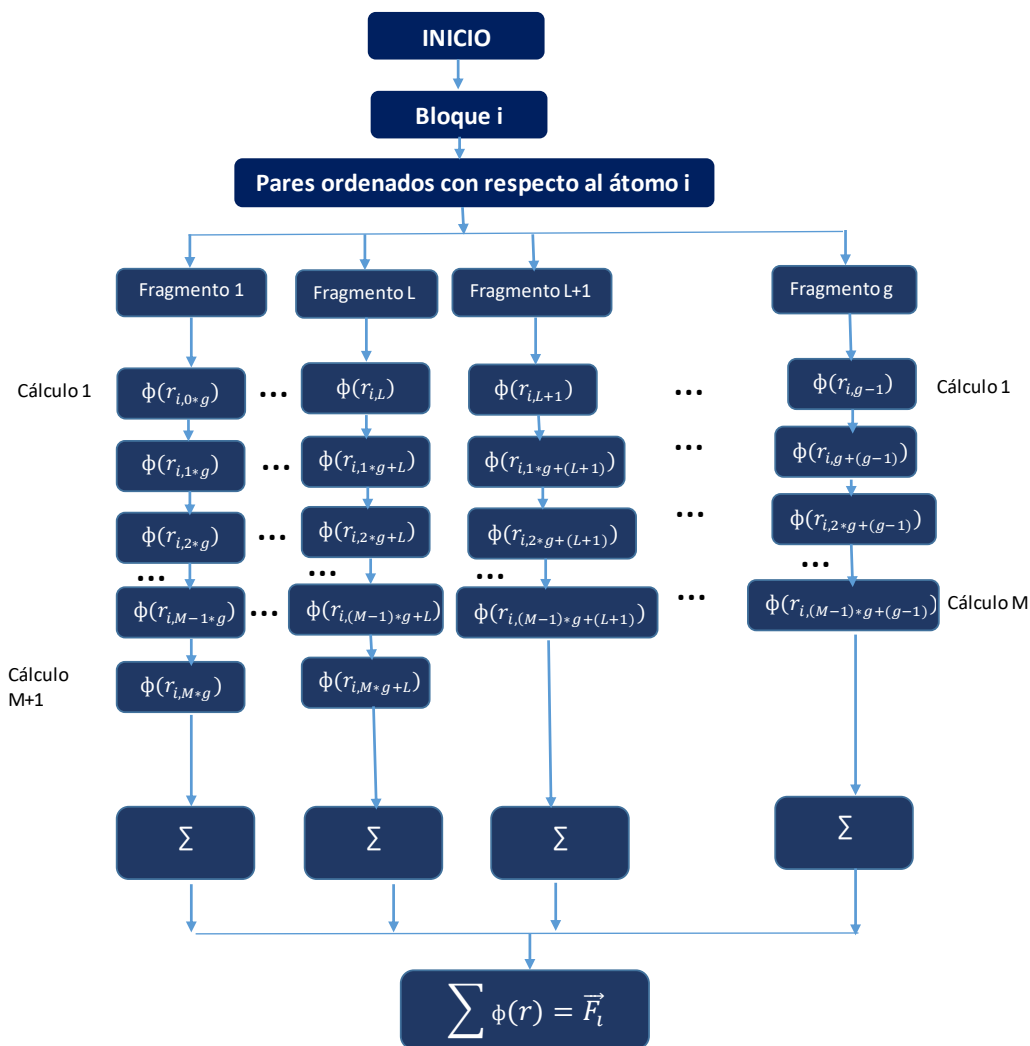 INICIO
Bloque i
Pares ordenados con respecto al átomo i
Fragmento 1
Fragmento L
Fragmento L+1
Fragmento g
Cálculo 1
ϕ(r_{i,0*g})
...
ϕ(r_{i,L})
ϕ(r_{i,L+1})
...
ϕ(r_{i,g−1})
Cálculo 1
ϕ(r_{i,1*g})
...
ϕ(r_{i,1*g+L})
ϕ(r_{i,1*g+(L+1)})
...
ϕ(r_{i,g+(g−1)})
ϕ(r_{i,2*g})
...
ϕ(r_{i,2*g+L})
ϕ(r_{i,2*g+(L+1)})
...
ϕ(r_{i,2*g+(g−1)})
...
...
...
...
ϕ(r_{i,M−1*g})
...
ϕ(r_{i,(M−1)*g+L})
ϕ(r_{i,(M−1)*g+(L+1)})
...
ϕ(r_{i,(M−1)*g+(g−1)})
Cálculo M
Cálculo
M+1
ϕ(r_{i,M*g})
ϕ(r_{i,M*g+L})
∑
∑
∑
∑
∑ ϕ(r) = \vec{F_ι}